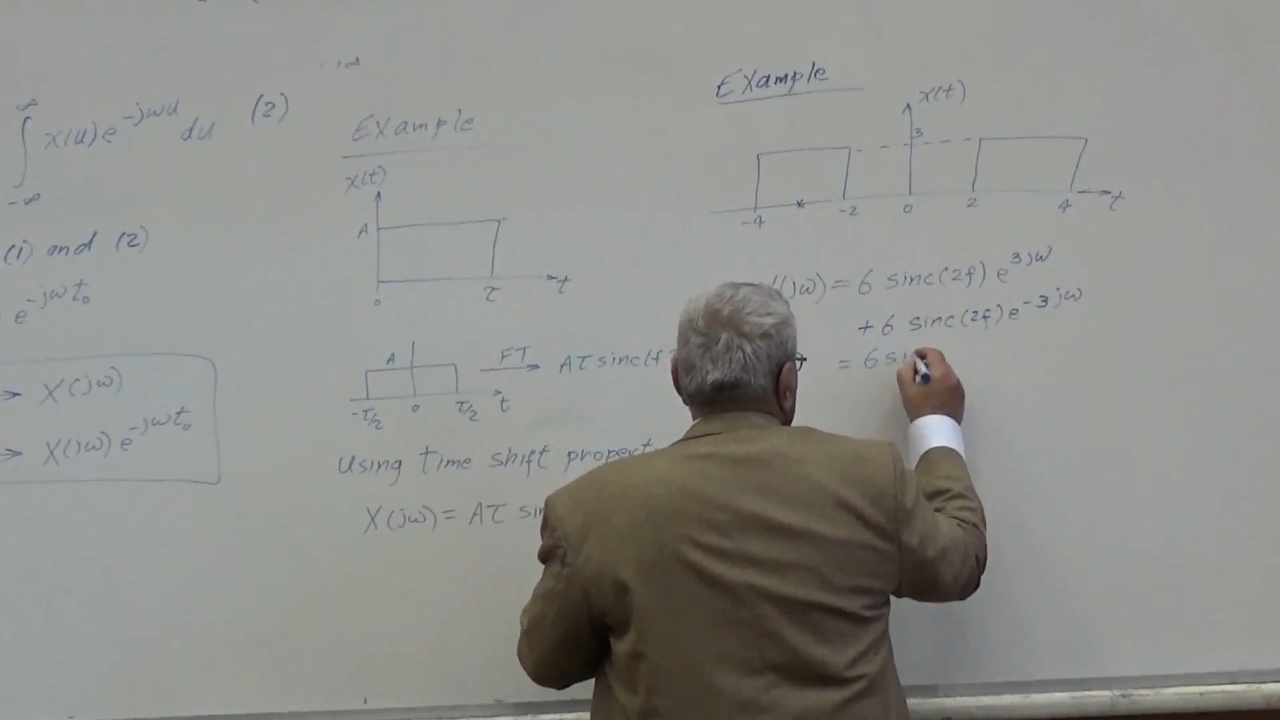 ∞
∫ x(u) e^{-jωu} du (2)
-∞
(1) and (2)
e^{-jωt₀}
→ X(jω)
→ X(jω) e^{-jωt₀}
∞
Example
x(t)
A
0 τ t
A
FT → Aτ sinc(f
-τ/2 0 τ/2 t
Using time shift propert
X(jω) = Aτ sin
Example
x(t)
3
-4 -2 0 2 4 t
(jω) = 6 sinc(2f) e^{3jω}
+ 6 sinc(2f) e^{-3jω}
= 6 si